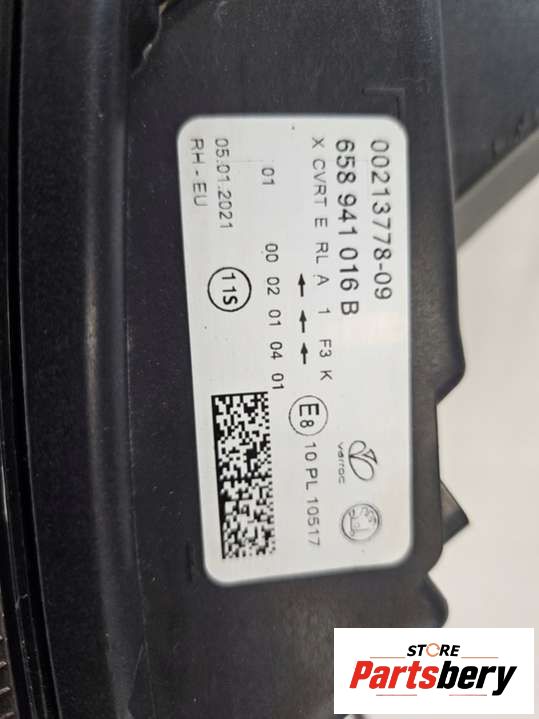 00213778-09
658 941 016 B
X CVRT E RL A 1 F3 K
01 00 02 01 04 01
05.01.2021
RH - EU
11S
E8 10 PL 10517
varroc
STORE
Partsbery